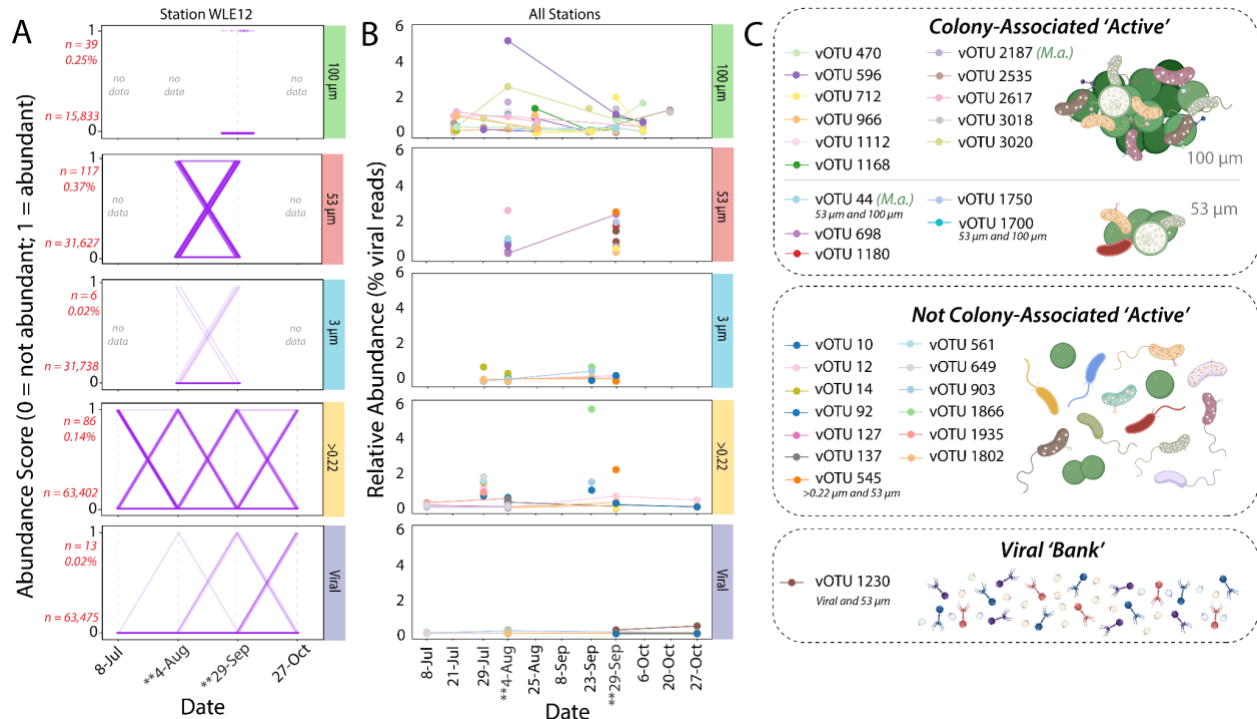 A
Station WLE12
Abundance Score (0 = not abundant; 1 = abundant)
1
n = 39
0.25%
no
data
no
data
no
data
n = 15,833
0
100 µm
1
n = 117
0.37%
no
data
no
data
n = 31,627
0
53 µm
1
n = 6
0.02%
no
data
no
data
n = 31,738
0
3 µm
1
n = 86
0.14%
n = 63,402
0
>0.22
1
n = 13
0.02%
n = 63,475
0
Viral
8-Jul
**4-Aug
**29-Sep
27-Oct
Date
B
All Stations
Relative Abundance (% viral reads)
6
4
2
0
100 µm
6
4
2
0
53 µm
6
4
2
0
3 µm
6
4
2
0
>0.22
6
4
2
0
Viral
8-Jul
21-Jul
29-Jul
**4-Aug
25-Aug
8-Sep
23-Sep
**29-Sep
6-Oct
20-Oct
27-Oct
Date
C
Colony-Associated 'Active'
vOTU 470
vOTU 596
vOTU 712
vOTU 966
vOTU 1112
vOTU 1168
vOTU 2187 (M.a.)
vOTU 2535
vOTU 2617
vOTU 3018
vOTU 3020
100 µm
vOTU 44 (M.a.)
53 µm and 100 µm
vOTU 698
vOTU 1180
vOTU 1750
vOTU 1700
53 µm and 100 µm
53 µm
Not Colony-Associated 'Active'
vOTU 10
vOTU 12
vOTU 14
vOTU 92
vOTU 127
vOTU 137
vOTU 545
>0.22 µm and 53 µm
vOTU 561
vOTU 649
vOTU 903
vOTU 1866
vOTU 1935
vOTU 1802
Viral 'Bank'
vOTU 1230
Viral and 53 µm